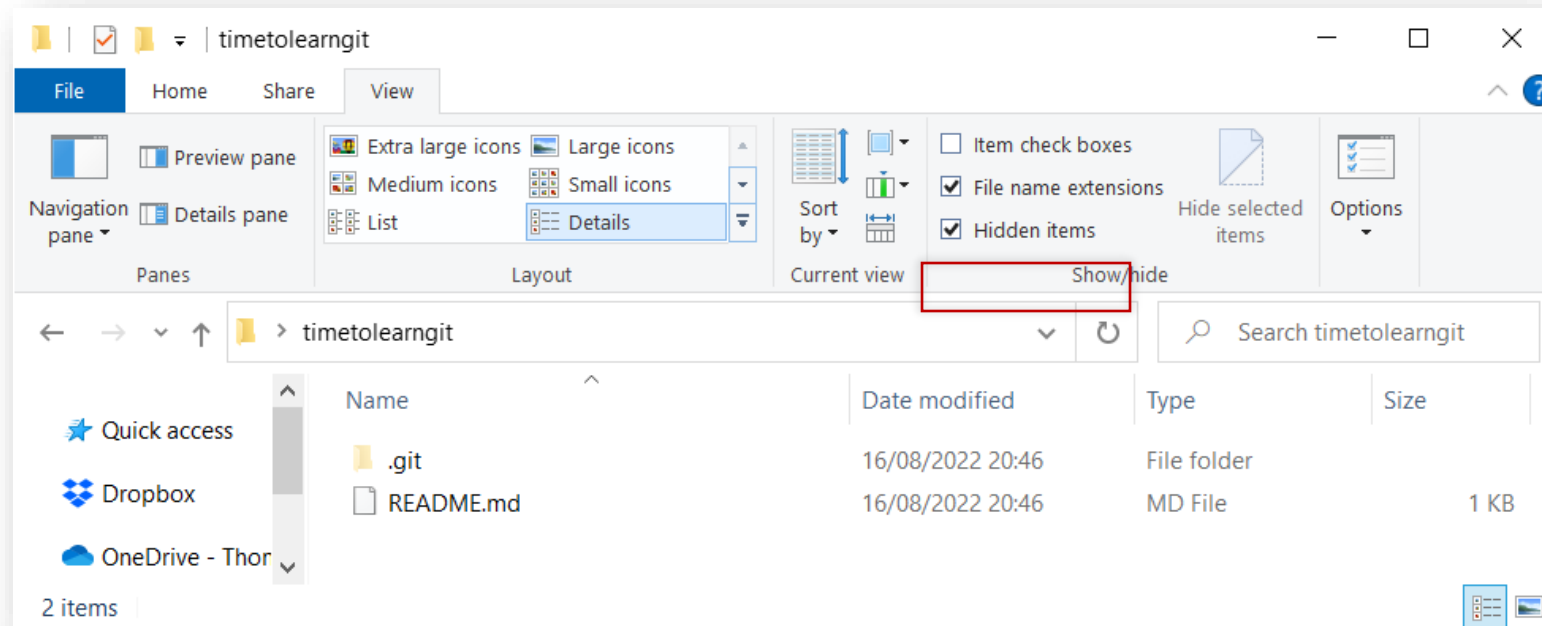 timetolearngit
File Home Share View
?
Navigation pane
Preview pane
Details pane
Panes
Extra large icons Large icons
Medium icons Small icons
List Details
Layout
Sort by
Current view
Item check boxes
File name extensions
Hidden items
Hide selected items
Show/hide
Options
timetolearngit
Search timetolearngit
Quick access
Dropbox
OneDrive - Thor
Name Date modified Type Size
.git 16/08/2022 20:46 File folder
README.md 16/08/2022 20:46 MD File 1 KB
2 items